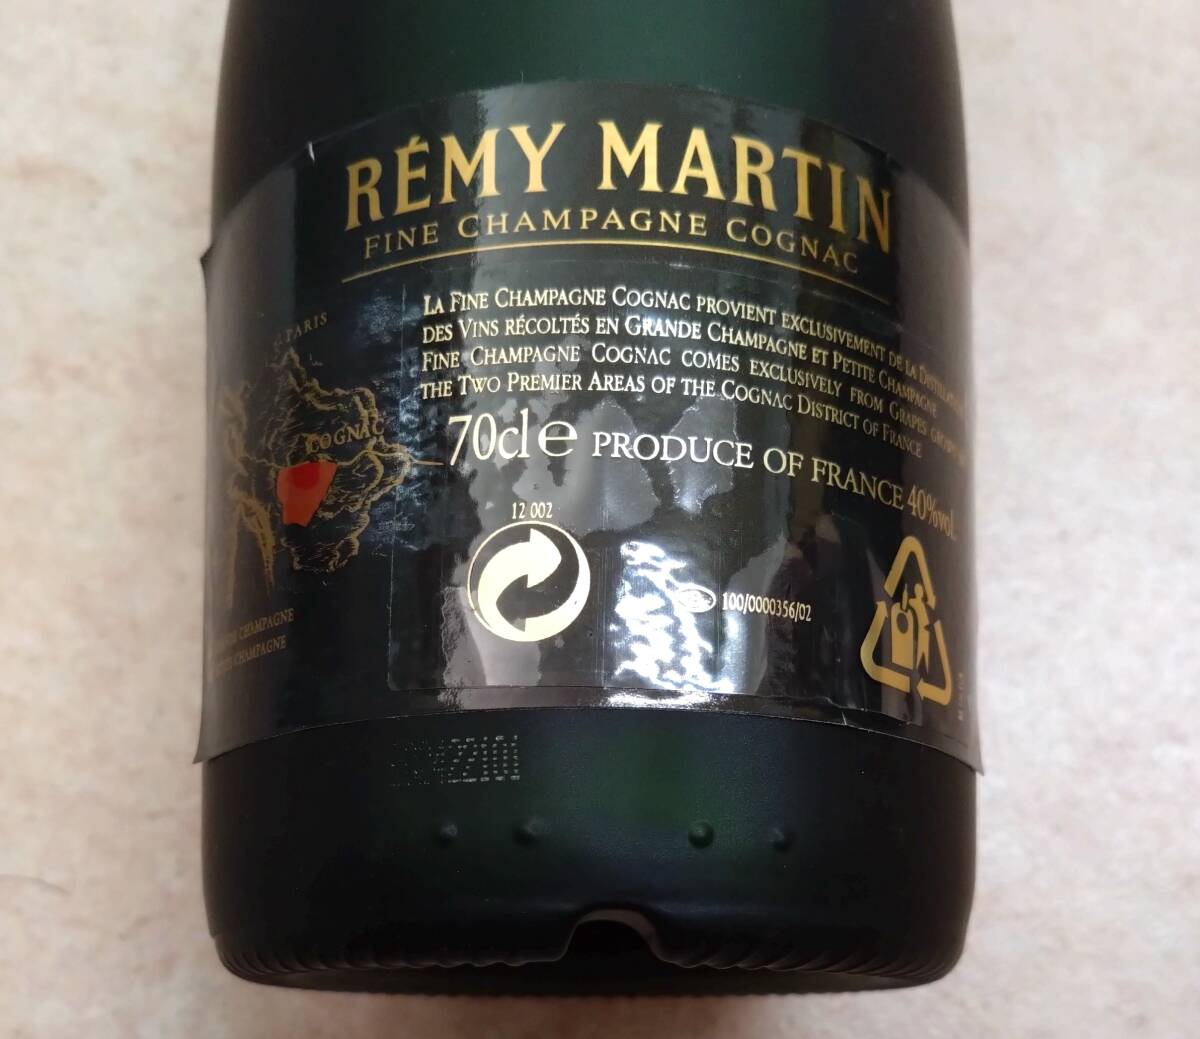 RÉMY MARTIN
FINE CHAMPAGNE COGNAC
LA FINE CHAMPAGNE COGNAC PROVIENT EXCLUSIVEMENT DE LA
DES VINS RÉCOLTÉS EN GRANDE CHAMPAGNE ET PETITE CHAMPAGNE
FINE CHAMPAGNE COGNAC COMES EXCLUSIVELY FROM GRAPES GROWN
THE TWO PREMIER AREAS OF THE COGNAC DISTRICT OF FRANCE
PARIS
COGNAC
70cl e PRODUCE OF FRANCE 40%vol.
12 002
100/0000356/02
CHAMPAGNE
CHAMPAGNE